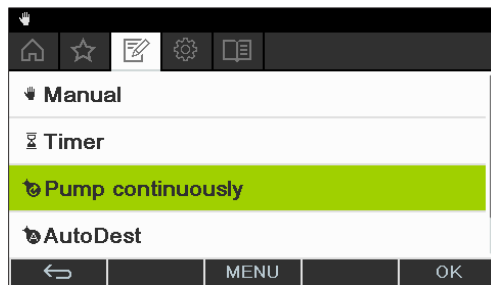 Manual
Timer
Pump continuously
AutoDest
MENU OK